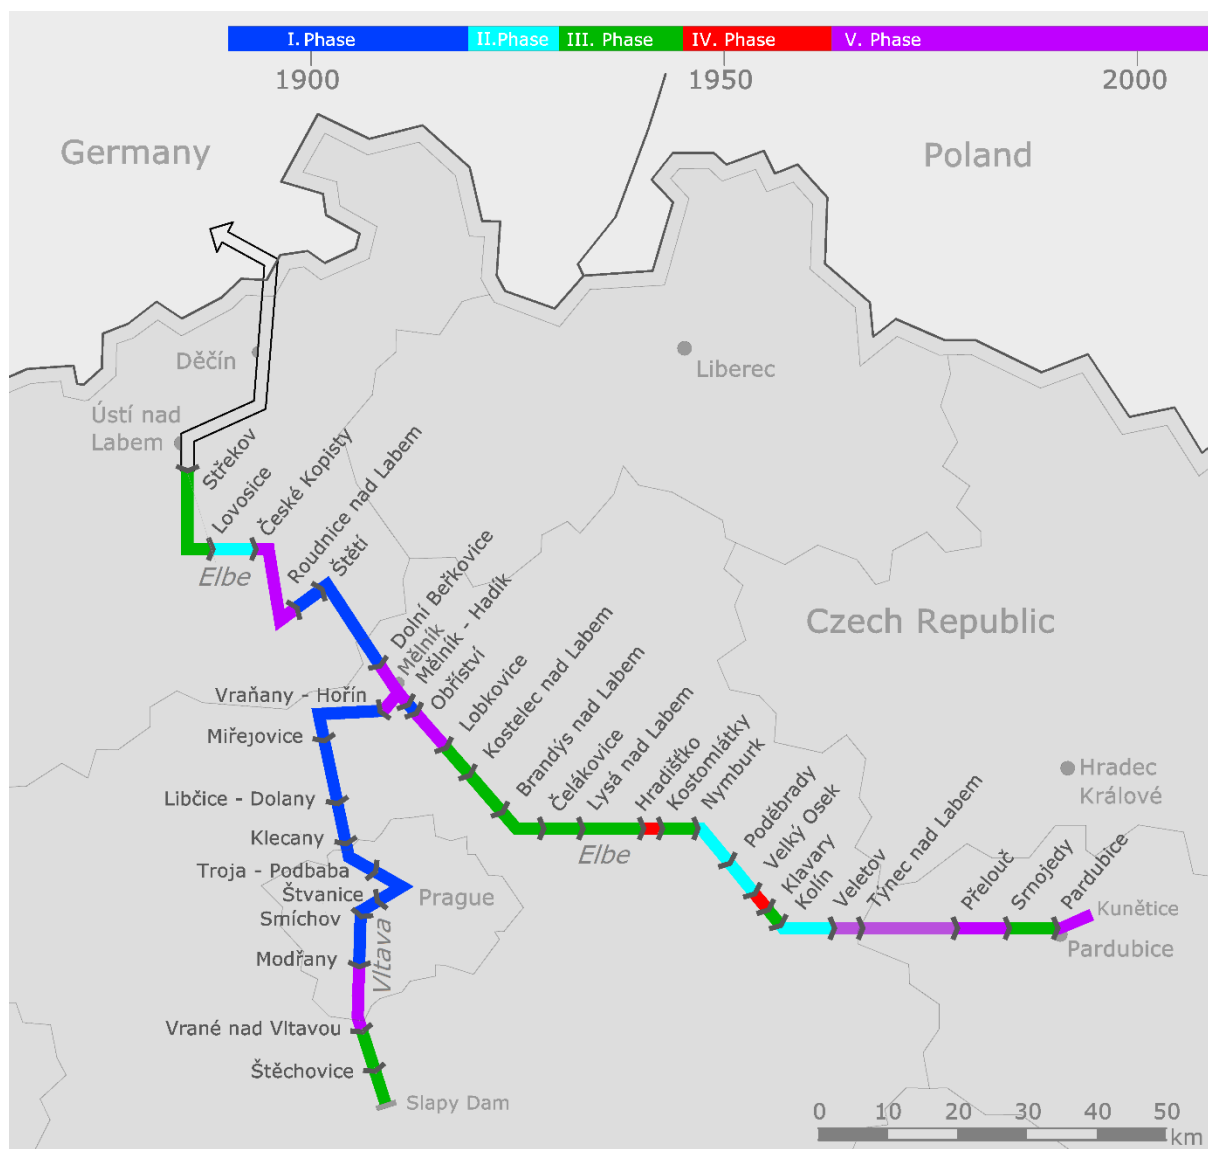 I. Phase
II.Phase
III. Phase
IV. Phase
V. Phase
1900
1950
2000
Germany
Poland
Děčín
Liberec
Ústí nad
Labem
Střekov
Lovosice
České Kopisty
Roudnice nad Labem
Štětí
Elbe
Dolní Beřkovice
Mělník
Mělník - Hadík
Obříství
Lobkovice
Kostelec nad Labem
Brandýs nad Labem
Čelákovice
Lysá nad Labem
Hradišťko
Kostomlátky
Nymburk
Poděbrady
Velký Osek
Klavary
Kolín
Veletov
Týnec nad Labem
Přelouč
Srnojedy
Pardubice
Czech Republic
Hradec
Králové
Kunětice
Pardubice
Elbe
Vraňany - Hořín
Miřejovice
Libčice - Dolany
Klecany
Troja - Podbaba
Štvanice
Prague
Smíchov
Modřany
Vltava
Vrané nad Vltavou
Štěchovice
Slapy Dam
0 10 20 30 40 50
km